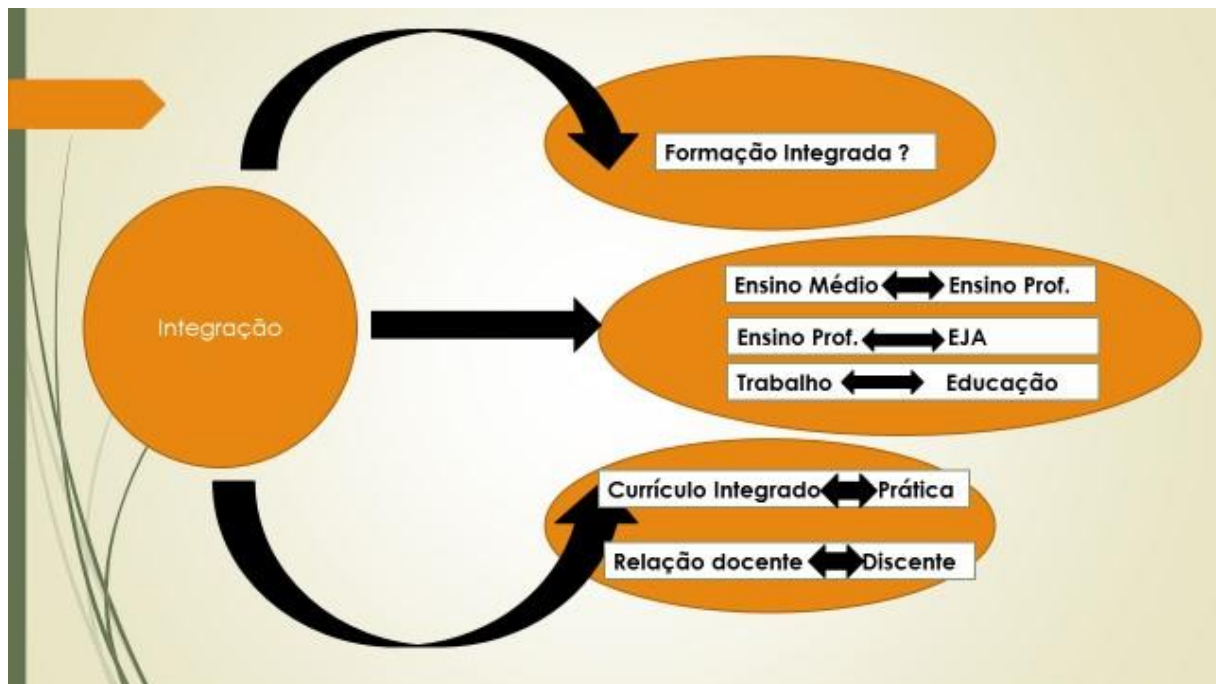 Integração
Formação Integrada ?
Ensino Médio Ensino Prof.
Ensino Prof. EJA
Trabalho Educação
Currículo Integrado Prática
Relação docente Discente